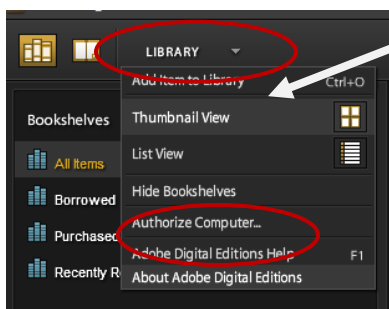 LIBRARY
Add Item to Library Ctrl+O
Bookshelves
Thumbnail View
All Items
List View
Borrowed
Hide Bookshelves
Purchased
Authorize Computer...
Adobe Digital Editions Help F1
Recently R
About Adobe Digital Editions